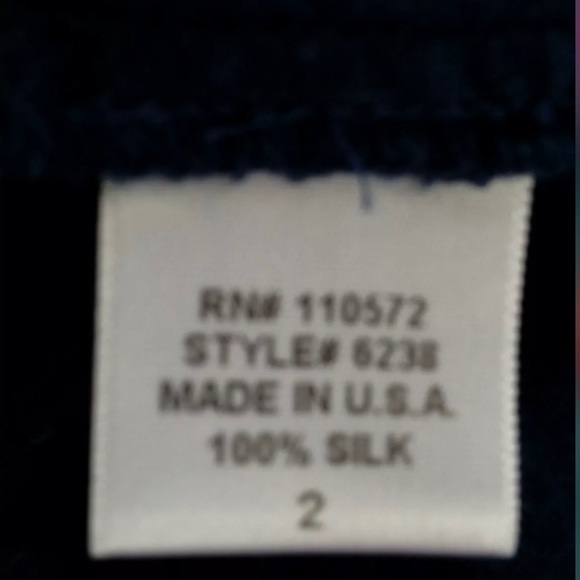 RN# 110572
STYLE# 6238
MADE IN U.S.A.
100% SILK
2